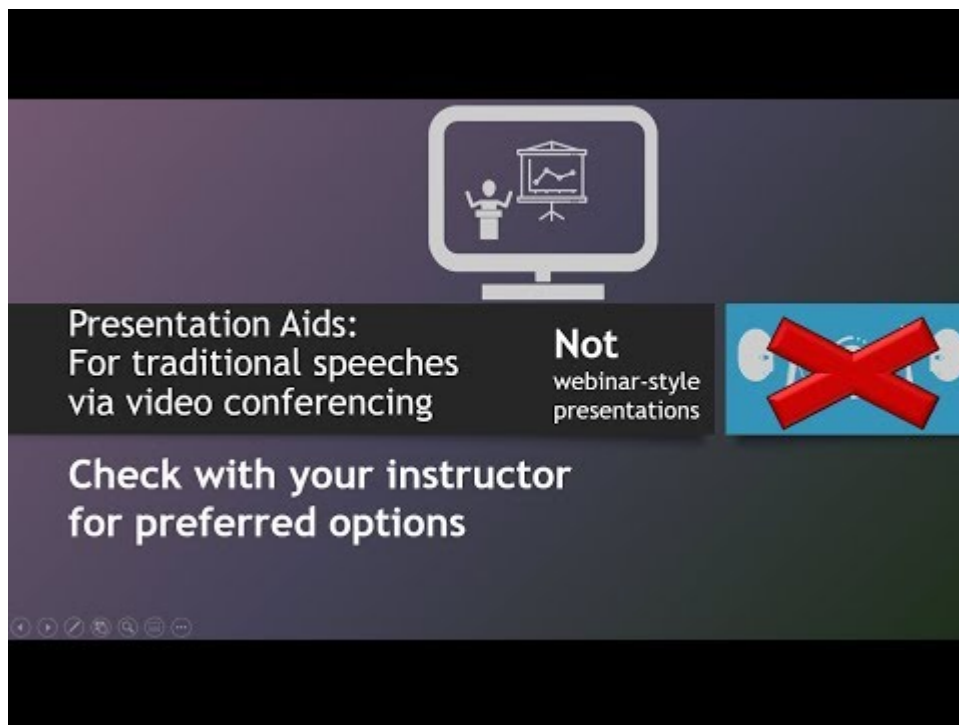 Presentation Aids:
For traditional speeches
via video conferencing
Not
webinar-style
presentations
Check with your instructor
for preferred options